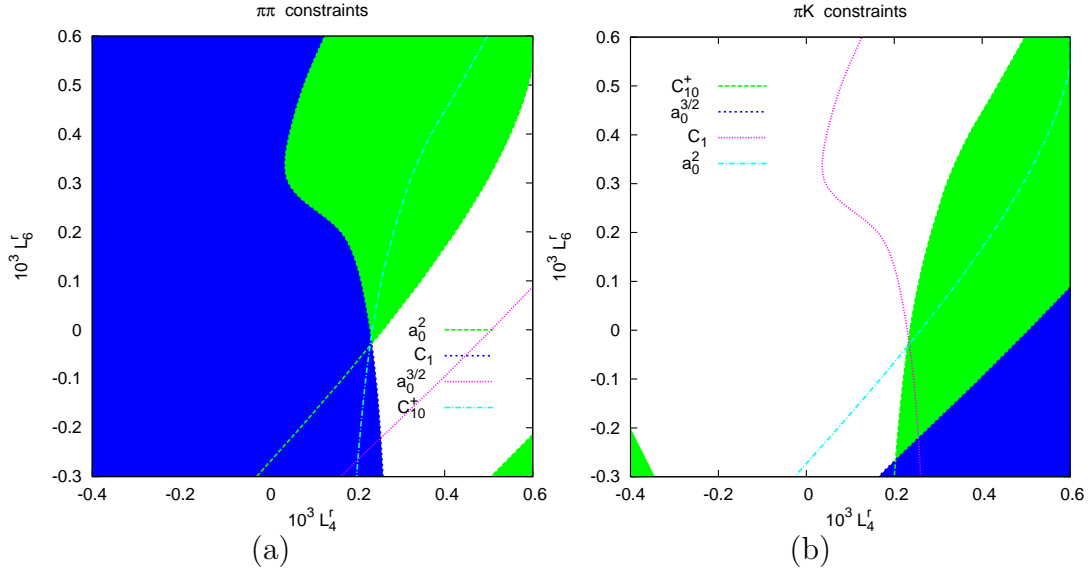 ππ constraints
0.6
0.5
0.4
0.3
0.2
0.1
0
-0.1
-0.2
-0.3
10³ L₆ʳ
a₀²
C₁
a₀^{3/2}
C₁₀⁺
-0.4 -0.2 0 0.2 0.4 0.6
10³ L₄ʳ
(a)
πK constraints
0.6
0.5
0.4
0.3
0.2
0.1
0
-0.1
-0.2
-0.3
10³ L₆ʳ
C₁₀⁺
a₀^{3/2}
C₁
a₀²
-0.4 -0.2 0 0.2 0.4 0.6
10³ L₄ʳ
(b)